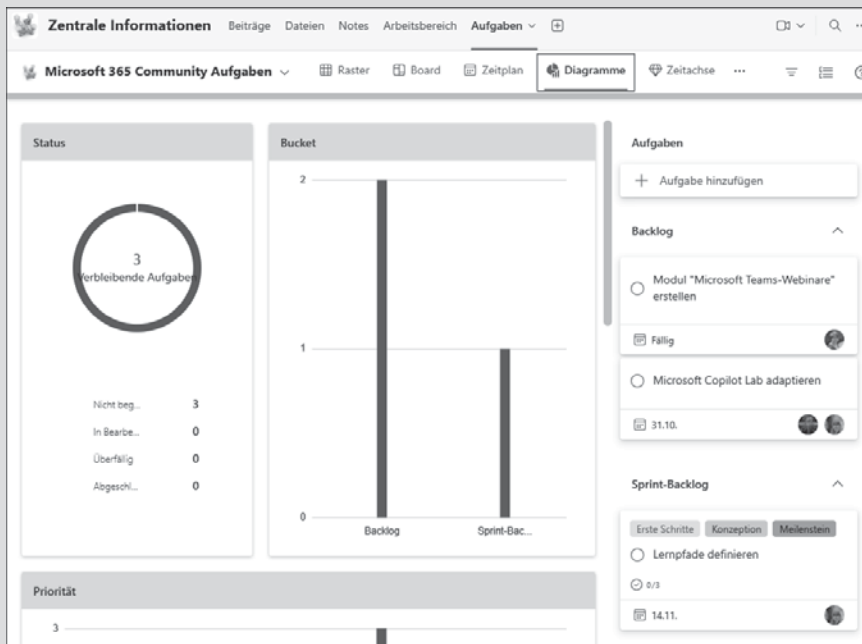 Zentrale Informationen Beiträge Dateien Notes Arbeitsbereich Aufgaben
Microsoft 365 Community Aufgaben Raster Board Zeitplan Diagramme Zeitachse ...
Status
3
Verbleibende Aufgaben
Nicht beg... 3
In Bearbe... 0
Überfällig 0
Abgeschl... 0
Bucket
2
1
0
Backlog Sprint-Bac...
Priorität
3
Aufgaben
+ Aufgabe hinzufügen
Backlog
Modul "Microsoft Teams-Webinare"
erstellen
Fällig
Microsoft Copilot Lab adaptieren
31.10.
Sprint-Backlog
Erste Schritte Konzeption Meilenstein
Lernpfade definieren
0/3
14.11.